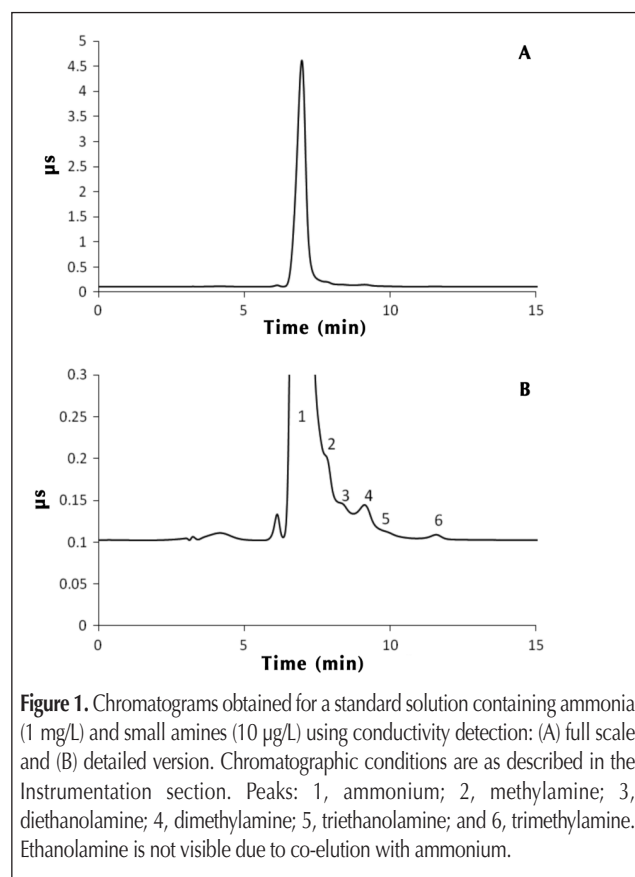 A
5
4.5
4
3.5
3
2.5
2
1.5
1
0.5
0
µs
0 5 10 15
Time (min)
B
0.3
0.25
0.2
0.15
0.1
0.05
0
µs
1
2
3
4
5
6
0 5 10 15
Time (min)
Figure 1. Chromatograms obtained for a standard solution containing ammonia
(1 mg/L) and small amines (10 µg/L) using conductivity detection: (A) full scale
and (B) detailed version. Chromatographic conditions are as described in the
Instrumentation section. Peaks: 1, ammonium; 2, methylamine; 3,
diethanolamine; 4, dimethylamine; 5, triethanolamine; and 6, trimethylamine.
Ethanolamine is not visible due to co-elution with ammonium.